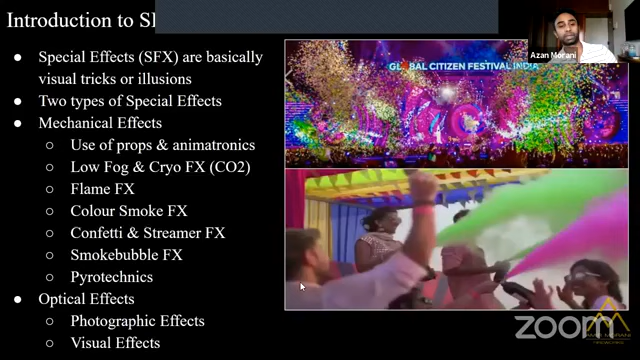 Introduction to S
Azan Morani
Special Effects (SFX) are basically
visual tricks or illusions
Two types of Special Effects
Mechanical Effects
Use of props & animatronics
Low Fog & Cryo FX (CO2)
Flame FX
Colour Smoke FX
Confetti & Streamer FX
Smokebubble FX
Pyrotechnics
Optical Effects
Photographic Effects
Visual Effects
GLOBAL CITIZEN FESTIVAL INDIA
zoom